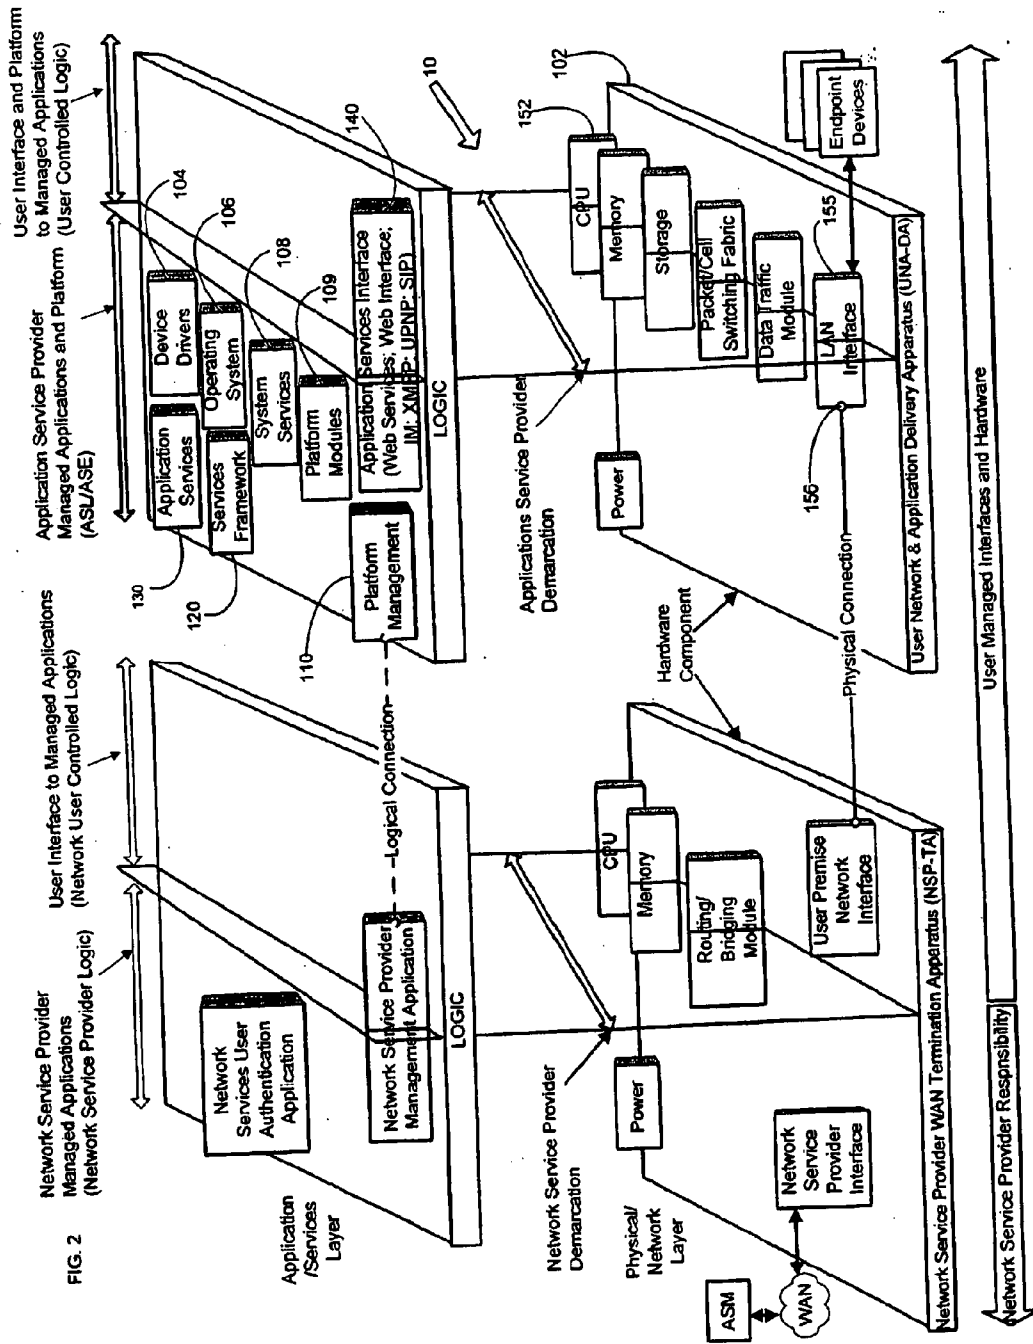 FIG. 2
Network Service Provider
Managed Applications
(Network Service Provider Logic)
User Interface to Managed Applications
(Network User Controlled Logic)
Application Service Provider
Managed Applications and Platform
(ASL/ASE)
User Interface and Platform
to Managed Applications
(User Controlled Logic)
Application
/Services
Layer
Network
Services User
Authentication
Application
Network Service Provider
Management Application
LOGIC
Logical Connection
130
Application
Services
120
Services
Framework
110
Platform
Management
Device
Drivers
104
Operating
System
106
System
Services
108
Platform
Modules
109
Application Services Interface
(Web Services; Web Interface;
IM: XMPP: UPNP: SIP)
140
LOGIC
10
Network Service Provider
Demarcation
Applications Service Provider
Demarcation
Physical/
Network
Layer
Power
CPU
Memory
Routing/
Bridging
Module
User Premise
Network
Interface
Network
Service
Provider
Interface
ASM
WAN
Hardware
Component
Physical Connection
Power
CPU
152
Memory
Storage
Packet/Cell
Switching Fabric
Data Traffic
Module
LAN
Interface
155
156
102
Endpoint
Devices
Network Service Provider WAN Termination Apparatus (NSP-TA)
User Network & Application Delivery Apparatus (UNA-DA)
Network Service Provider Respnsibility
User Managed Interfaces and Hardware